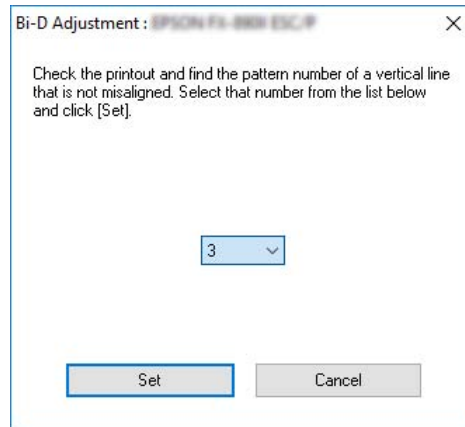 Bi-D Adjustment :
Check the printout and find the pattern number of a vertical line
that is not misaligned. Select that number from the list below
and click [Set].
3
Set
Cancel